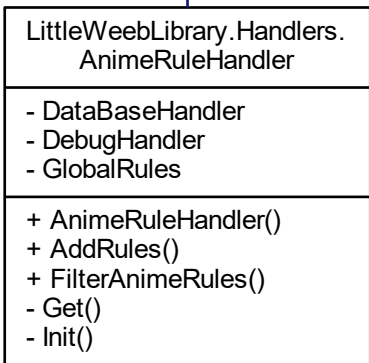 LittleWeebLibrary.Handlers.
AnimeRuleHandler
- DataBaseHandler
- DebugHandler
- GlobalRules
+ AnimeRuleHandler()
+ AddRules()
+ FilterAnimeRules()
- Get()
- Init()